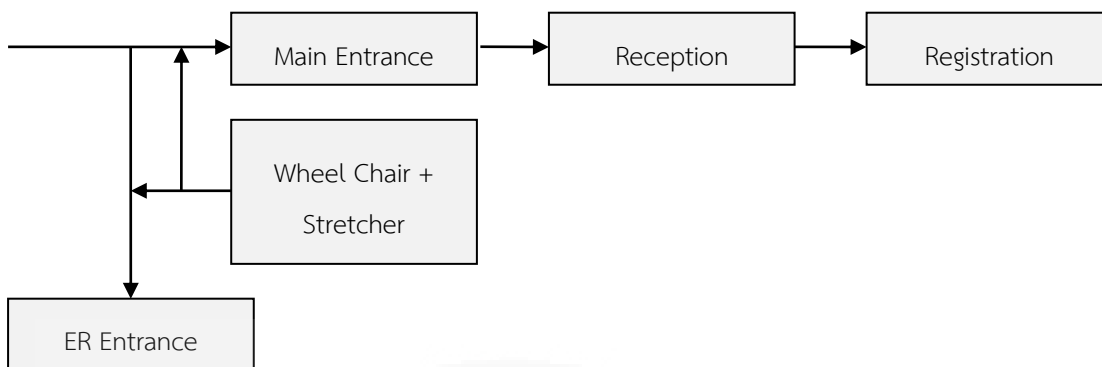 Main Entrance
Reception
Registration
Wheel Chair +
Stretcher
ER Entrance